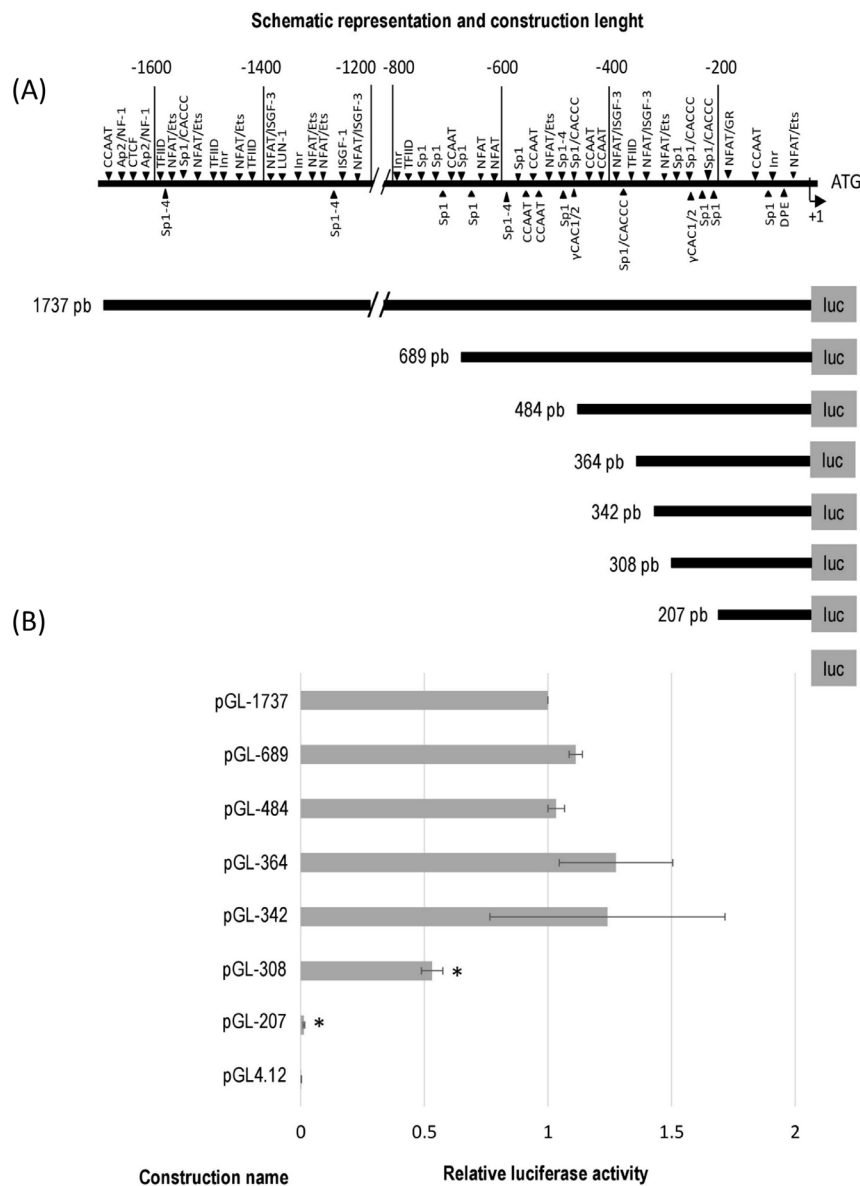 Schematic representation and construction lenght
(A)
-1600
-1400
-1200
-800
-600
-400
-200
CCAAT
Ap2/NF-1
CTCF
Ap2/NF-1
TFIID
NFAT/Ets
Sp1/CACCC
NFAT/Ets
TFIID
Inr
NFAT/Ets
TFIID
NFAT/ISGF-3
LUN-1
Inr
NFAT/Ets
NFAT/Ets
ISGF-1
NFAT/ISGF-3
Inr
TFIID
Sp1
Sp1
CCAAT
Sp1
NFAT
NFAT
Sp1
CCAAT
NFAT/Ets
Sp1-4
Sp1/CACCC
CCAAT
CCAAT
NFAT/ISGF-3
TFIID
NFAT/ISGF-3
NFAT/Ets
Sp1
Sp1/CACCC
Sp1/CACCC
NFAT/GR
CCAAT
Inr
NFAT/Ets
ATG
Sp1-4
Sp1-4
Sp1
Sp1
Sp1-4
CCAAT
CCAAT
Sp1
γCAC1/2
Sp1/CACCC
γCAC1/2
Sp1
Sp1
Sp1
DPE
+1
1737 pb
luc
689 pb
luc
484 pb
luc
364 pb
luc
342 pb
luc
308 pb
luc
207 pb
luc
luc
(B)
pGL-1737
pGL-689
pGL-484
pGL-364
pGL-342
pGL-308
*
pGL-207
*
pGL4.12
0
0.5
1
1.5
2
Construction name
Relative luciferase activity